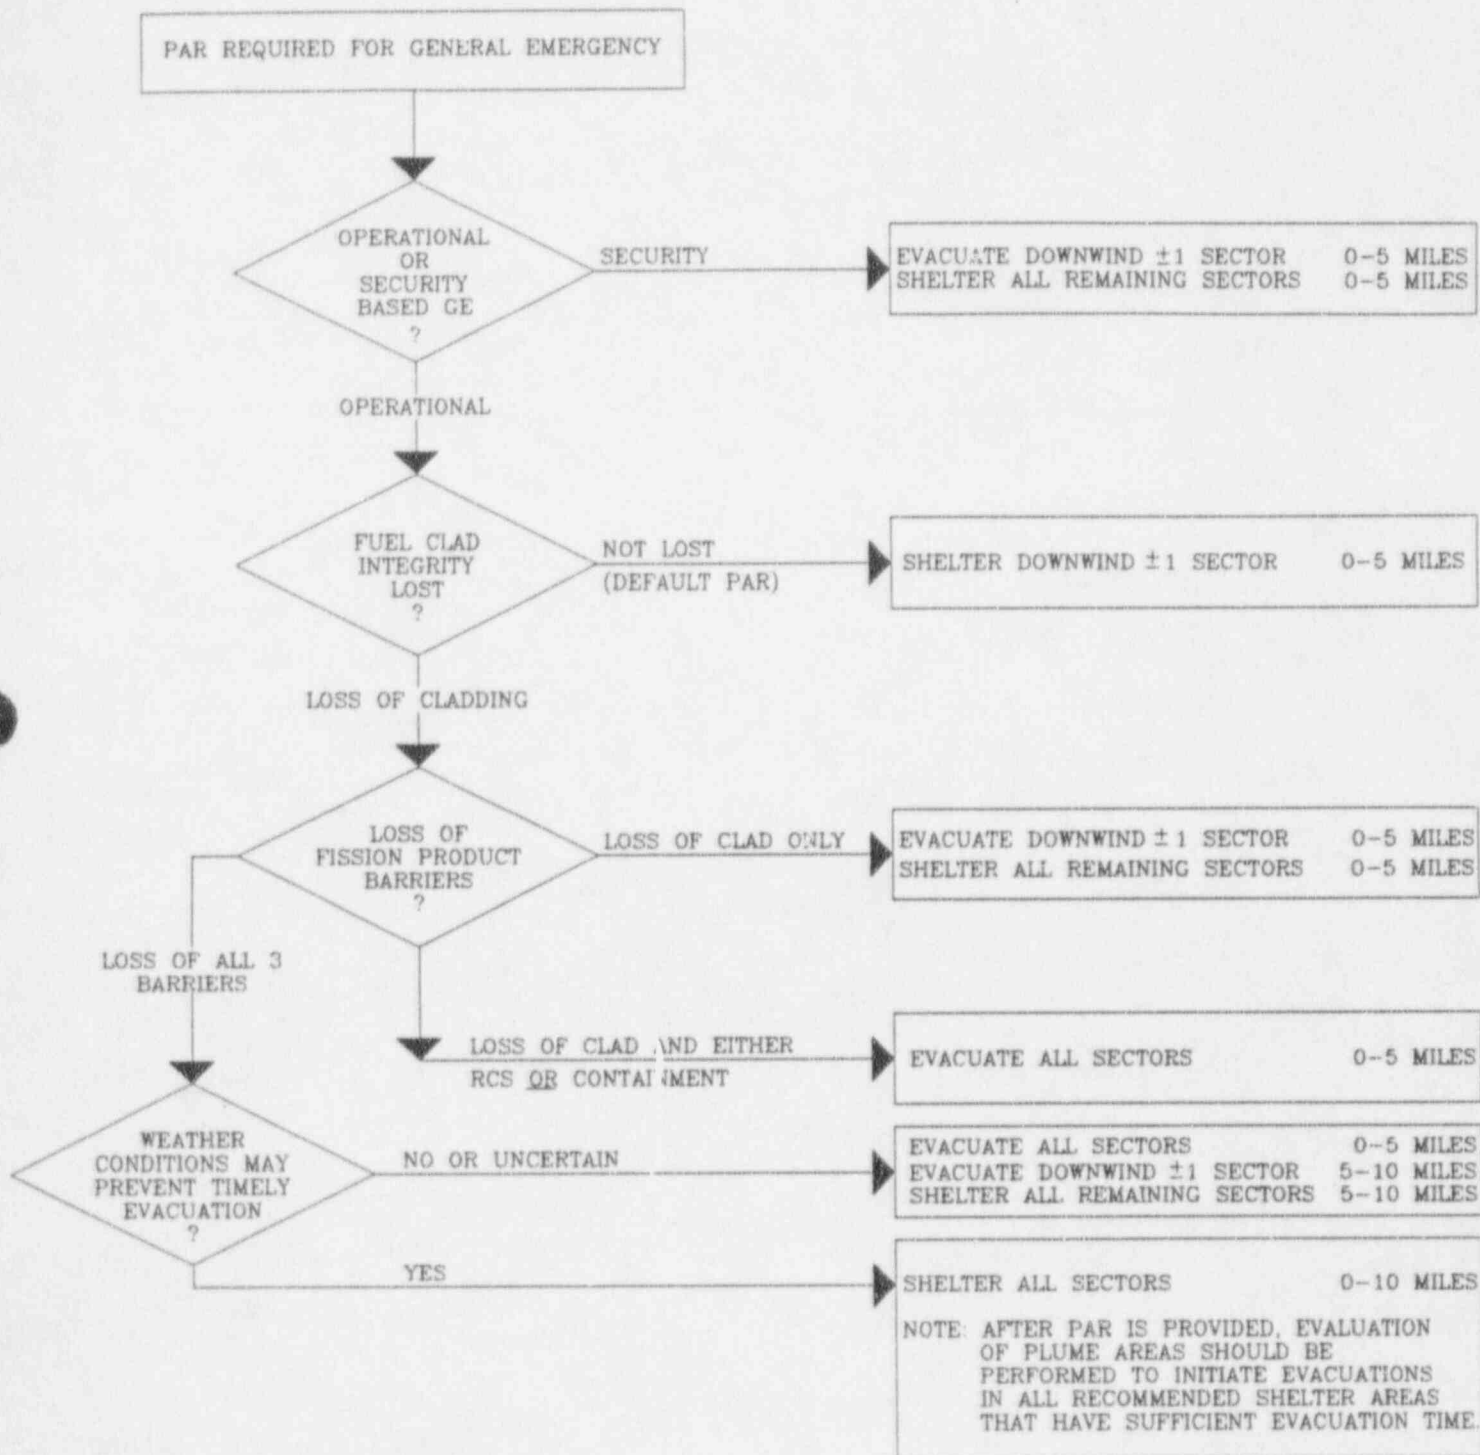 PAR REQUIRED FOR GENERAL EMERGENCY
OPERATIONAL
OR
SECURITY
BASED GE
?
SECURITY
EVACUATE DOWNWIND ±1 SECTOR 0-5 MILES
SHELTER ALL REMAINING SECTORS 0-5 MILES
OPERATIONAL
FUEL CLAD
INTEGRITY
LOST
?
NOT LOST
(DEFAULT PAR)
SHELTER DOWNWIND ±1 SECTOR 0-5 MILES
LOSS OF CLADDING
LOSS OF
FISSION PRODUCT
BARRIERS
?
LOSS OF CLAD ONLY
EVACUATE DOWNWIND ±1 SECTOR 0-5 MILES
SHELTER ALL REMAINING SECTORS 0-5 MILES
LOSS OF ALL 3
BARRIERS
LOSS OF CLAD AND EITHER
RCS OR CONTAINMENT
EVACUATE ALL SECTORS 0-5 MILES
WEATHER
CONDITIONS MAY
PREVENT TIMELY
EVACUATION
?
NO OR UNCERTAIN
EVACUATE ALL SECTORS 0-5 MILES
EVACUATE DOWNWIND ±1 SECTOR 5-10 MILES
SHELTER ALL REMAINING SECTORS 5-10 MILES
YES
SHELTER ALL SECTORS 0-10 MILES
NOTE: AFTER PAR IS PROVIDED, EVALUATION
OF PLUME AREAS SHOULD BE
PERFORMED TO INITIATE EVACUATIONS
IN ALL RECOMMENDED SHELTER AREAS
THAT HAVE SUFFICIENT EVACUATION TIME.